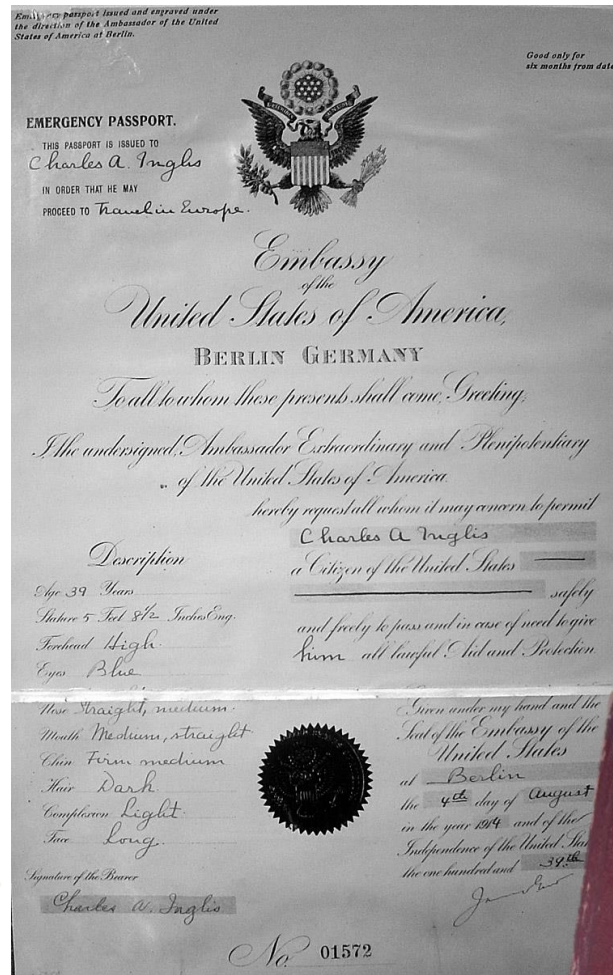 Emergency passport issued and engraved under
the direction of the Ambassador of the United
States of America at Berlin.
Good only for
six months from date
EMERGENCY PASSPORT.
THIS PASSPORT IS ISSUED TO
Charles A. Inglis
IN ORDER THAT HE MAY
PROCEED TO Travel in Europe.
Embassy
of the
United States of America,
BERLIN GERMANY
To all to whom these presents shall come, Greeting,
I the undersigned, Ambassador Extraordinary and Plenipotentiary
of the United States of America
hereby request all whom it may concern to permit
Charles A Inglis
a Citizen of the United States
safely
and freely to pass and in case of need to give
him all lawful Aid and Protection
Description
Age 39 Years
Stature 5 Feet 8 1/2 Inches Eng.
Forehead High
Eyes Blue
Nose Straight, medium.
Mouth Medium, straight
Chin Firm medium
Hair Dark
Complexion Light
Face Long
Signature of the Bearer
Charles A. Inglis
Given under my hand and the
Seal of the Embassy of the
United States
at Berlin
the 4th day of August
in the year 1914 and of the
Independence of the United Stat
the one hundred and 39th
No. 01572